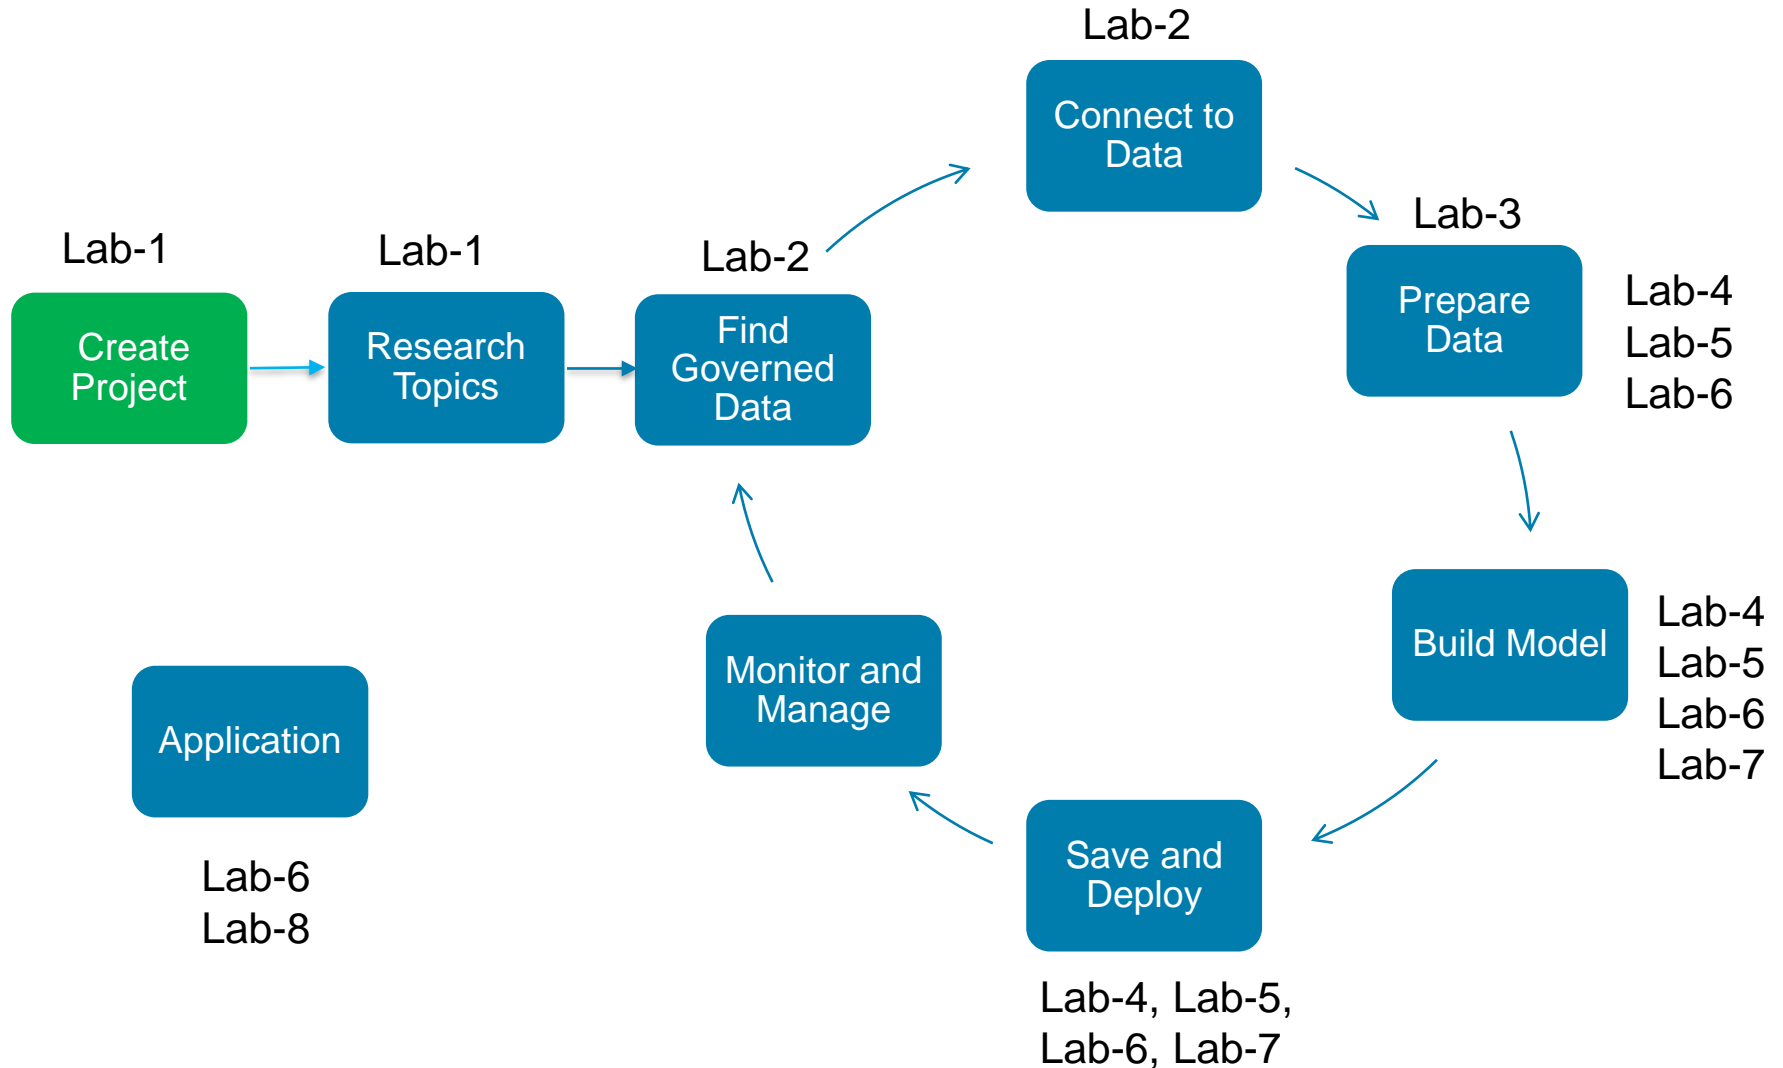 Lab-2
Connect to
Data
Lab-1
Create
Project
Lab-1
Research
Topics
Lab-2
Find
Governed
Data
Lab-3
Prepare
Data
Lab-4
Lab-5
Lab-6
Build Model
Lab-4
Lab-5
Lab-6
Lab-7
Monitor and
Manage
Application
Lab-6
Lab-8
Save and
Deploy
Lab-4, Lab-5,
Lab-6, Lab-7